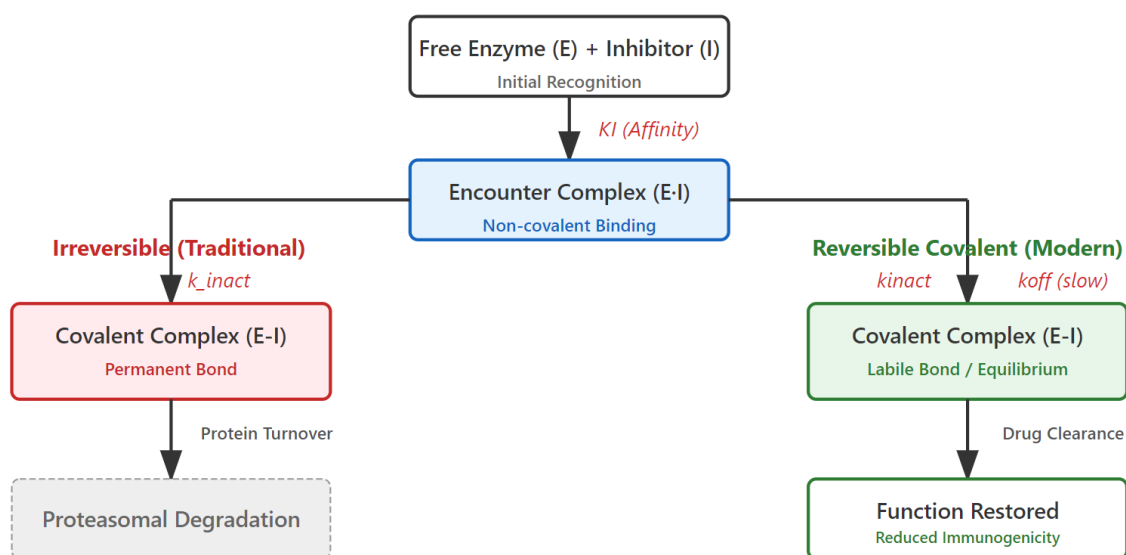 Free Enzyme (E) + Inhibitor (I)
Initial Recognition
KI (Affinity)
Encounter Complex (E·I)
Non-covalent Binding
Irreversible (Traditional)
k_inact
Covalent Complex (E-I)
Permanent Bond
Protein Turnover
Proteasomal Degradation
Reversible Covalent (Modern)
kinact
koff (slow)
Covalent Complex (E-I)
Labile Bond / Equilibrium
Drug Clearance
Function Restored
Reduced Immunogenicity